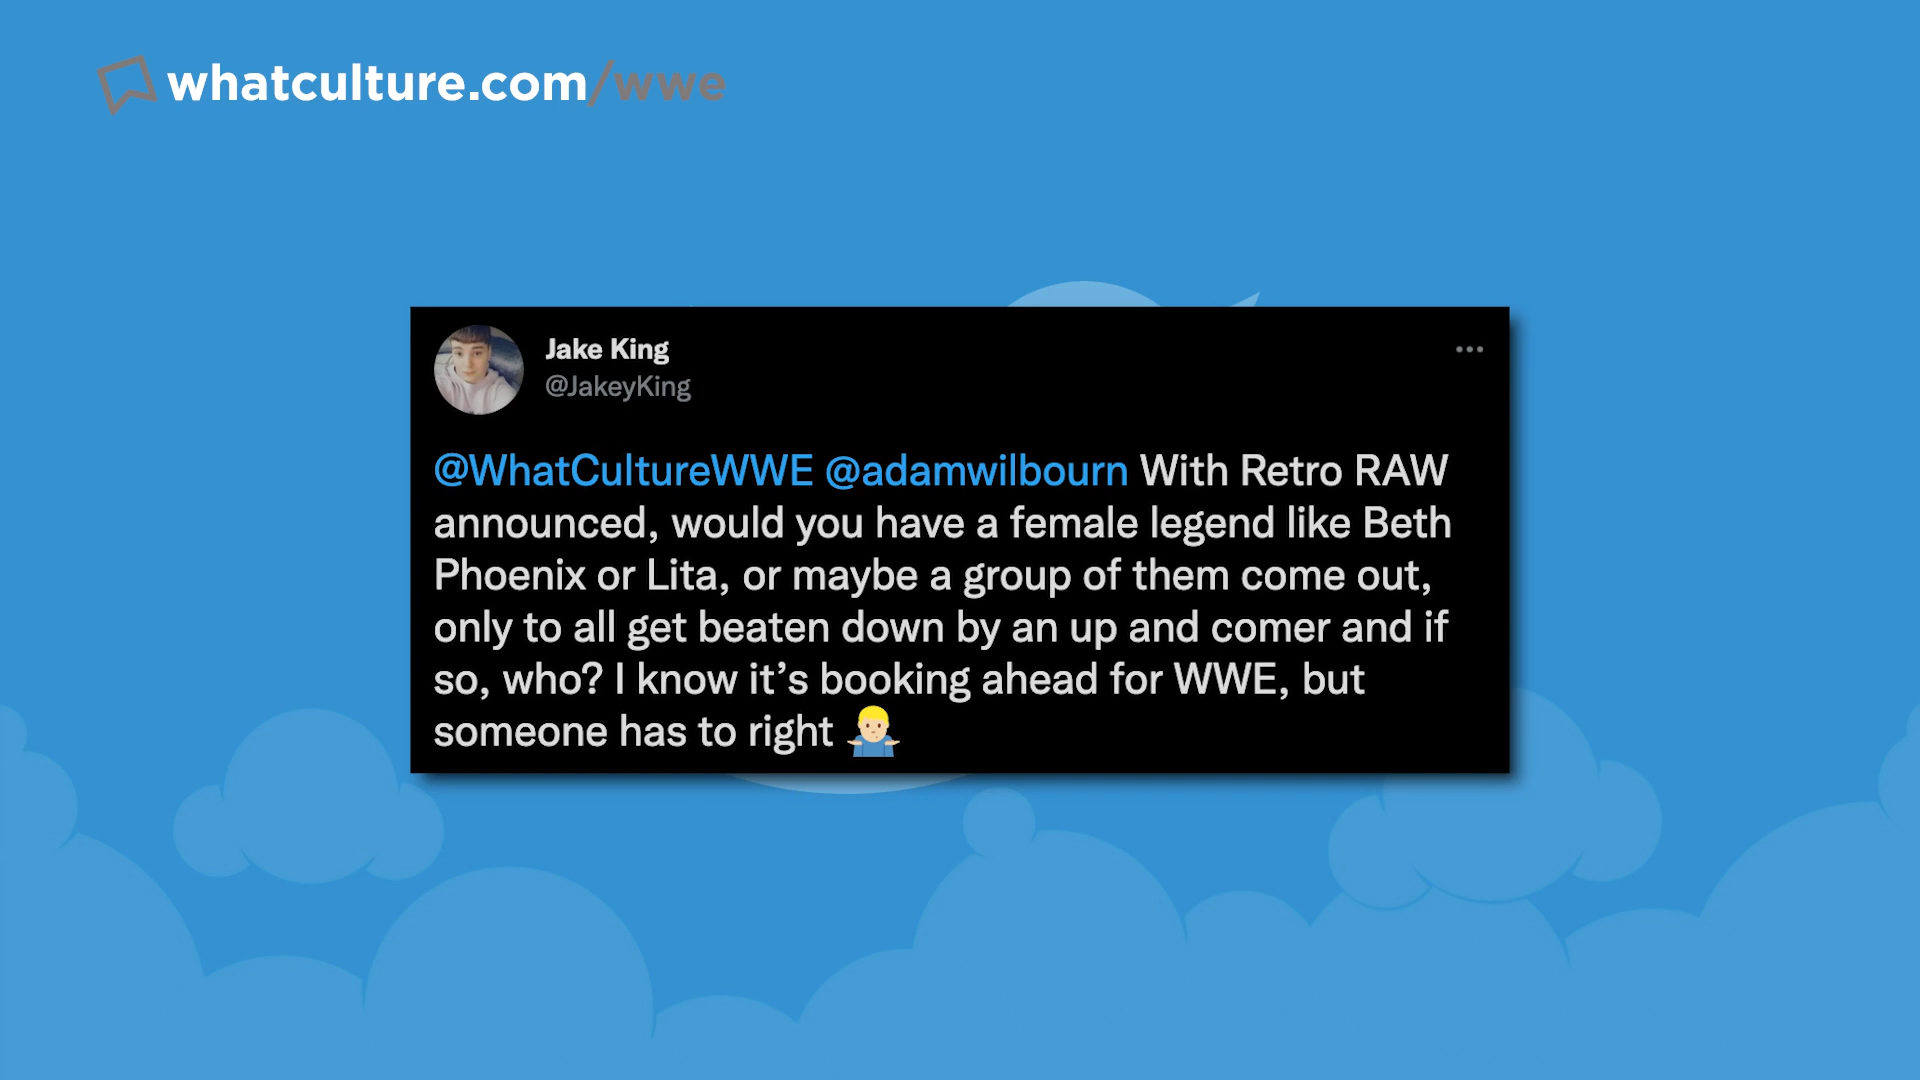 whatculture.com/wwe
Jake King
@JakeyKing
@WhatCultureWWE @adamwilbourn With Retro RAW
announced, would you have a female legend like Beth
Phoenix or Lita, or maybe a group of them come out,
only to all get beaten down by an up and comer and if
so, who? I know it’s booking ahead for WWE, but
someone has to right 🤷🏼‍♂️